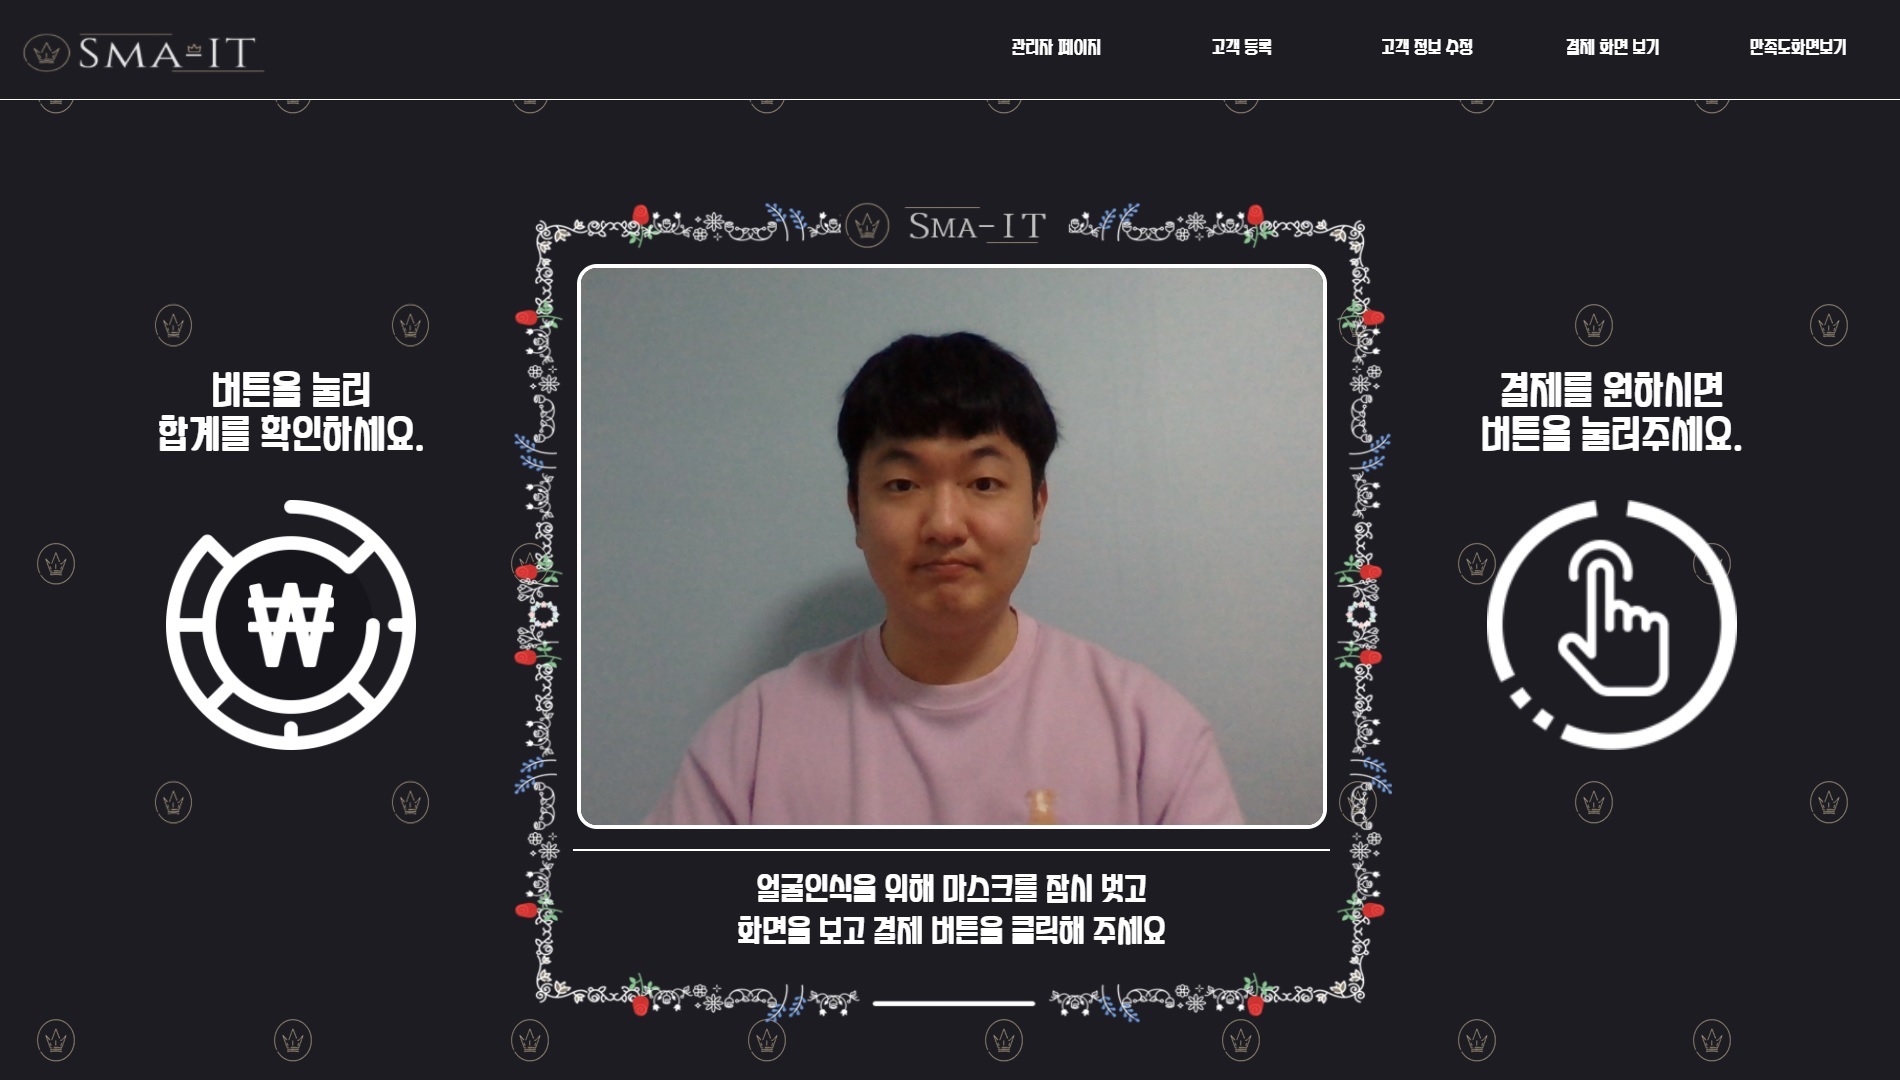 SMA-IT
관리자 페이지
고객 등록
고객 정보 수정
결제 화면 보기
만족도화면보기
SMA-IT
버튼을 눌러
합계를 확인하세요.
결제를 원하시면
버튼을 눌러주세요.
₩
얼굴인식을 위해 마스크를 잠시 벗고
화면을 보고 결제 버튼을 클릭해 주세요